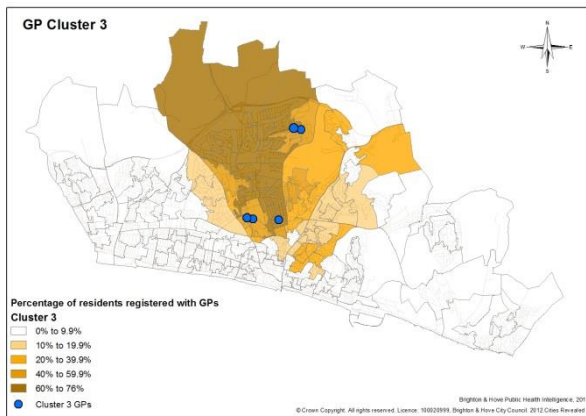 GP Cluster 3
N
W E
S
Percentage of residents registered with GPs
Cluster 3
0% to 9.9%
10% to 19.9%
20% to 39.9%
40% to 59.9%
60% to 76%
Cluster 3 GPs
Brighton & Hove Public Health Intelligence, 201
© Crown Copyright. All rights reserved. Licence: 100020999, Brighton & Hove City Council. 2012 Cities Revealed